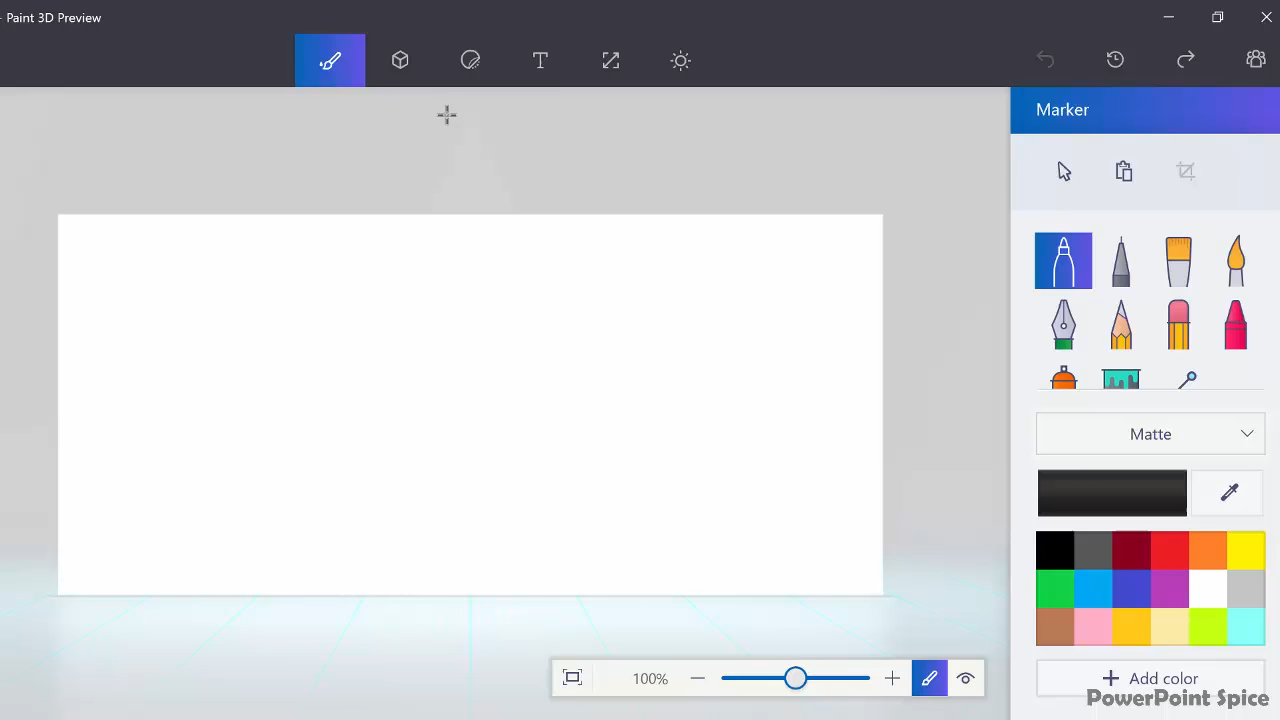 Paint 3D Preview
T
Marker
Matte
100%
Add color
PowerPoint Spice